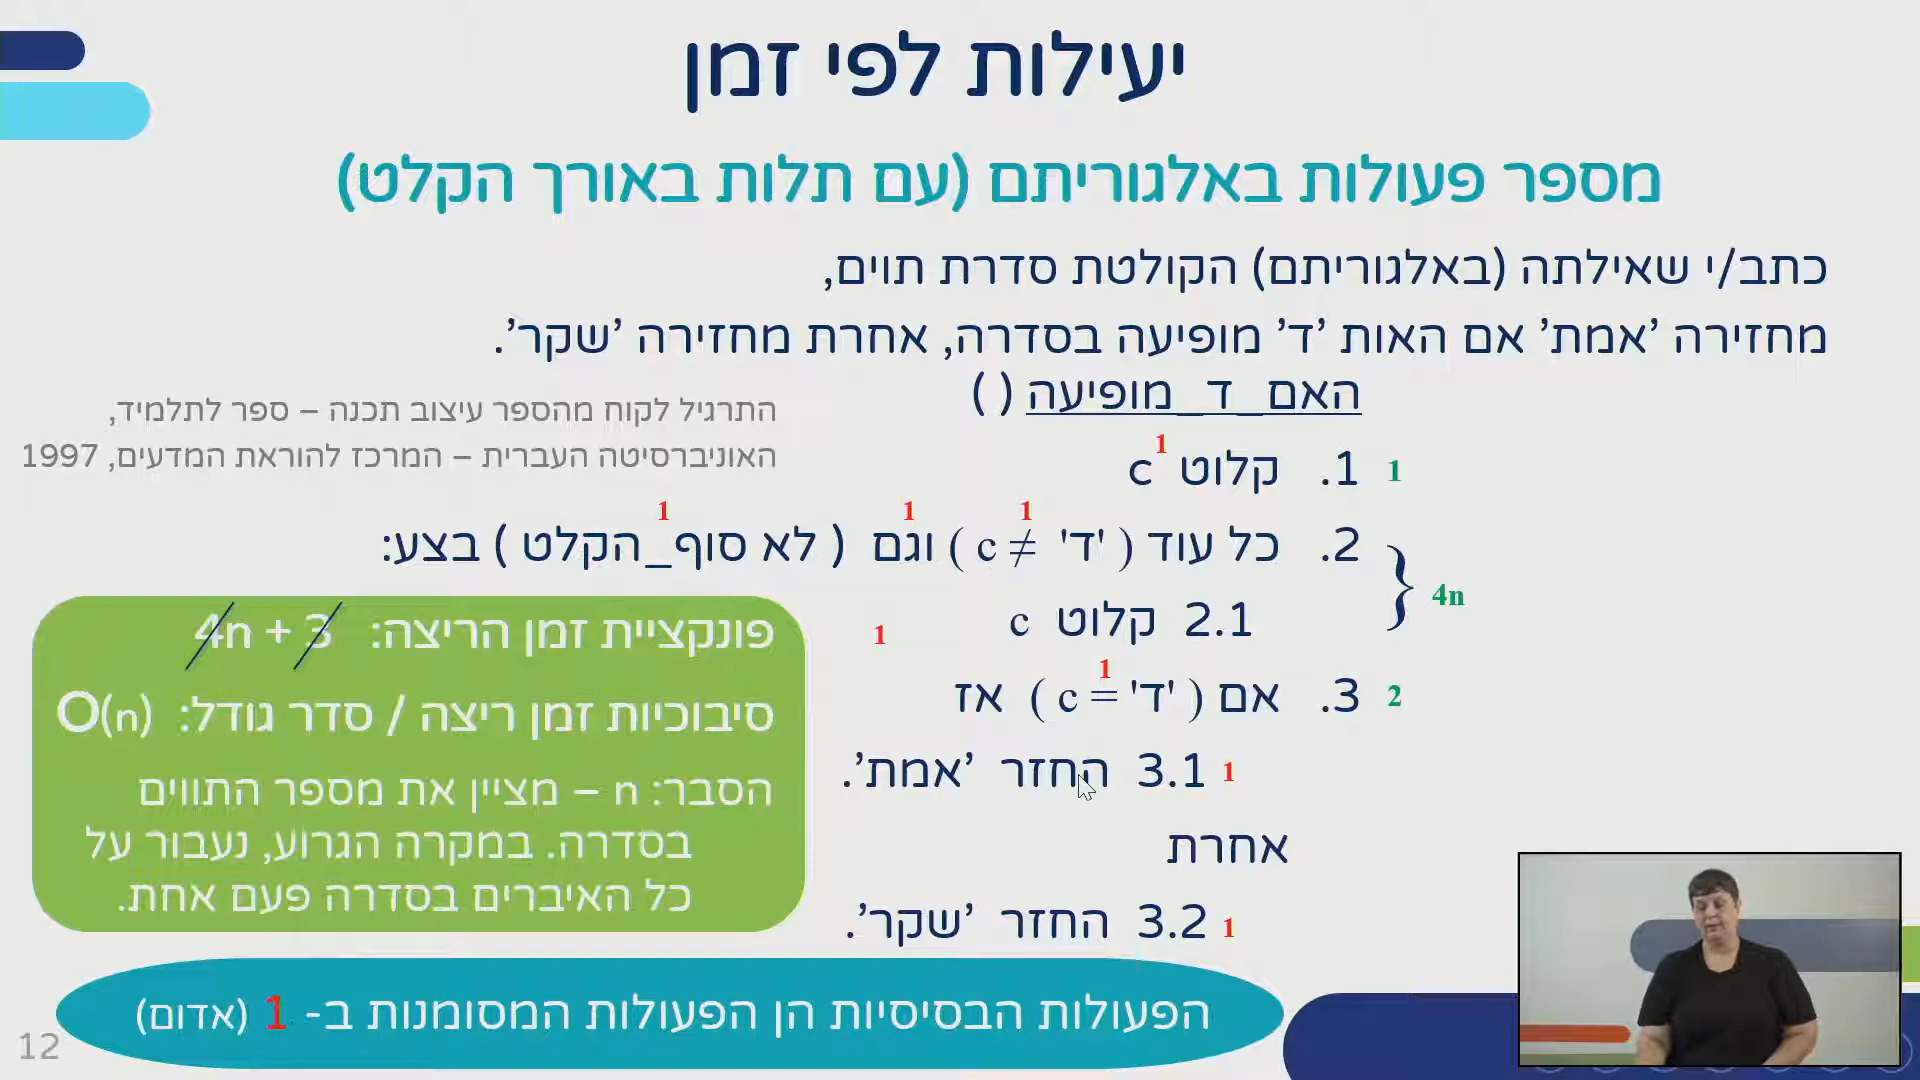 יעילות לפי זמן
מספר פעולות באלגוריתם (עם תלות באורך הקלט)
כתב/י שאילתה (באלגוריתם) הקולטת סדרת תוים,
מחזירה 'אמת' אם האות 'ד' מופיעה בסדרה, אחרת מחזירה 'שקר'.
האם_ד_מופיעה ( )
1
1 .1 קלוט c
1 1 1
.2 כל עוד ( 'ד' ≠ c ) וגם ( לא סוף_הקלט ) בצע:
4n
2.1 קלוט c 1
1
2 .3 אם ( 'ד' = c ) אז
1 3.1 החזר 'אמת'.
אחרת
1 3.2 החזר 'שקר'.
התרגיל לקוח מהספר עיצוב תכנה – ספר לתלמיד,
האוניברסיטה העברית – המרכז להוראת המדעים, 1997
פונקציית זמן הריצה: 4n + 3
סיבוכיות זמן ריצה / סדר גודל: O(n)
הסבר: n – מציין את מספר התווים
בסדרה. במקרה הגרוע, נעבור על
כל האיברים בסדרה פעם אחת.
הפעולות הבסיסיות הן הפעולות המסומנות ב- 1 (אדום)
12